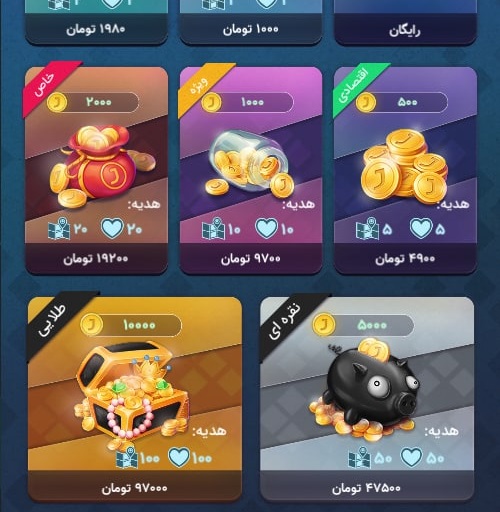 رایگان
۱۰۰۰ تومان
۱۹۸۰ تومان
اقتصادی
۵۰۰
هدیه:
۵ ۵
۴۹۰۰ تومان
ویژه
۱۰۰۰
هدیه:
۱۰ ۱۰
۹۷۰۰ تومان
خاص
۲۰۰۰
هدیه:
۲۰ ۲۰
۱۹۲۰۰ تومان
نقره ای
۵۰۰۰
هدیه:
۵۰ ۵۰
۴۷۵۰۰ تومان
طلایی
۱۰۰۰۰
هدیه:
۱۰۰ ۱۰۰
۹۷۰۰۰ تومان